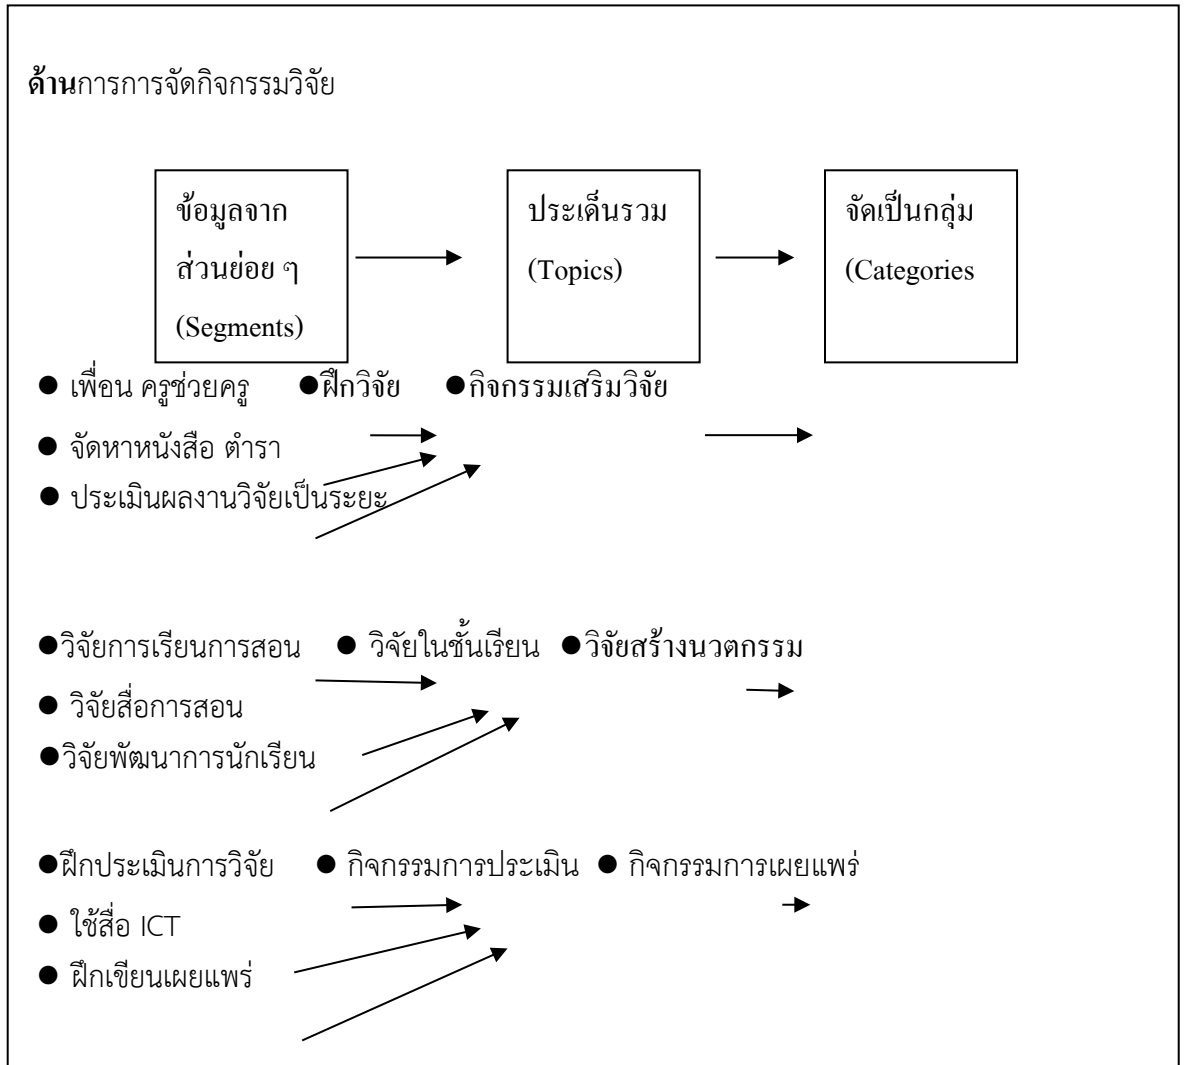 ด้านการการจัดกิจกรรมวิจัย
ข้อมูลจาก
ส่วนย่อย ๆ
(Segments)
ประเด็นรวม
(Topics)
จัดเป็นกลุ่ม
(Categories
● เพื่อน ครูช่วยครู ●ฝึกวิจัย ●กิจกรรมเสริมวิจัย
● จัดหาหนังสือ ตำรา
● ประเมินผลงานวิจัยเป็นระยะ
●วิจัยการเรียนการสอน ● วิจัยในชั้นเรียน ●วิจัยสร้างนวตกรรม
● วิจัยสื่อการสอน
●วิจัยพัฒนาการนักเรียน
●ฝึกประเมินการวิจัย ● กิจกรรมการประเมิน ● กิจกรรมการเผยแพร่
● ใช้สื่อ ICT
● ฝึกเขียนเผยแพร่